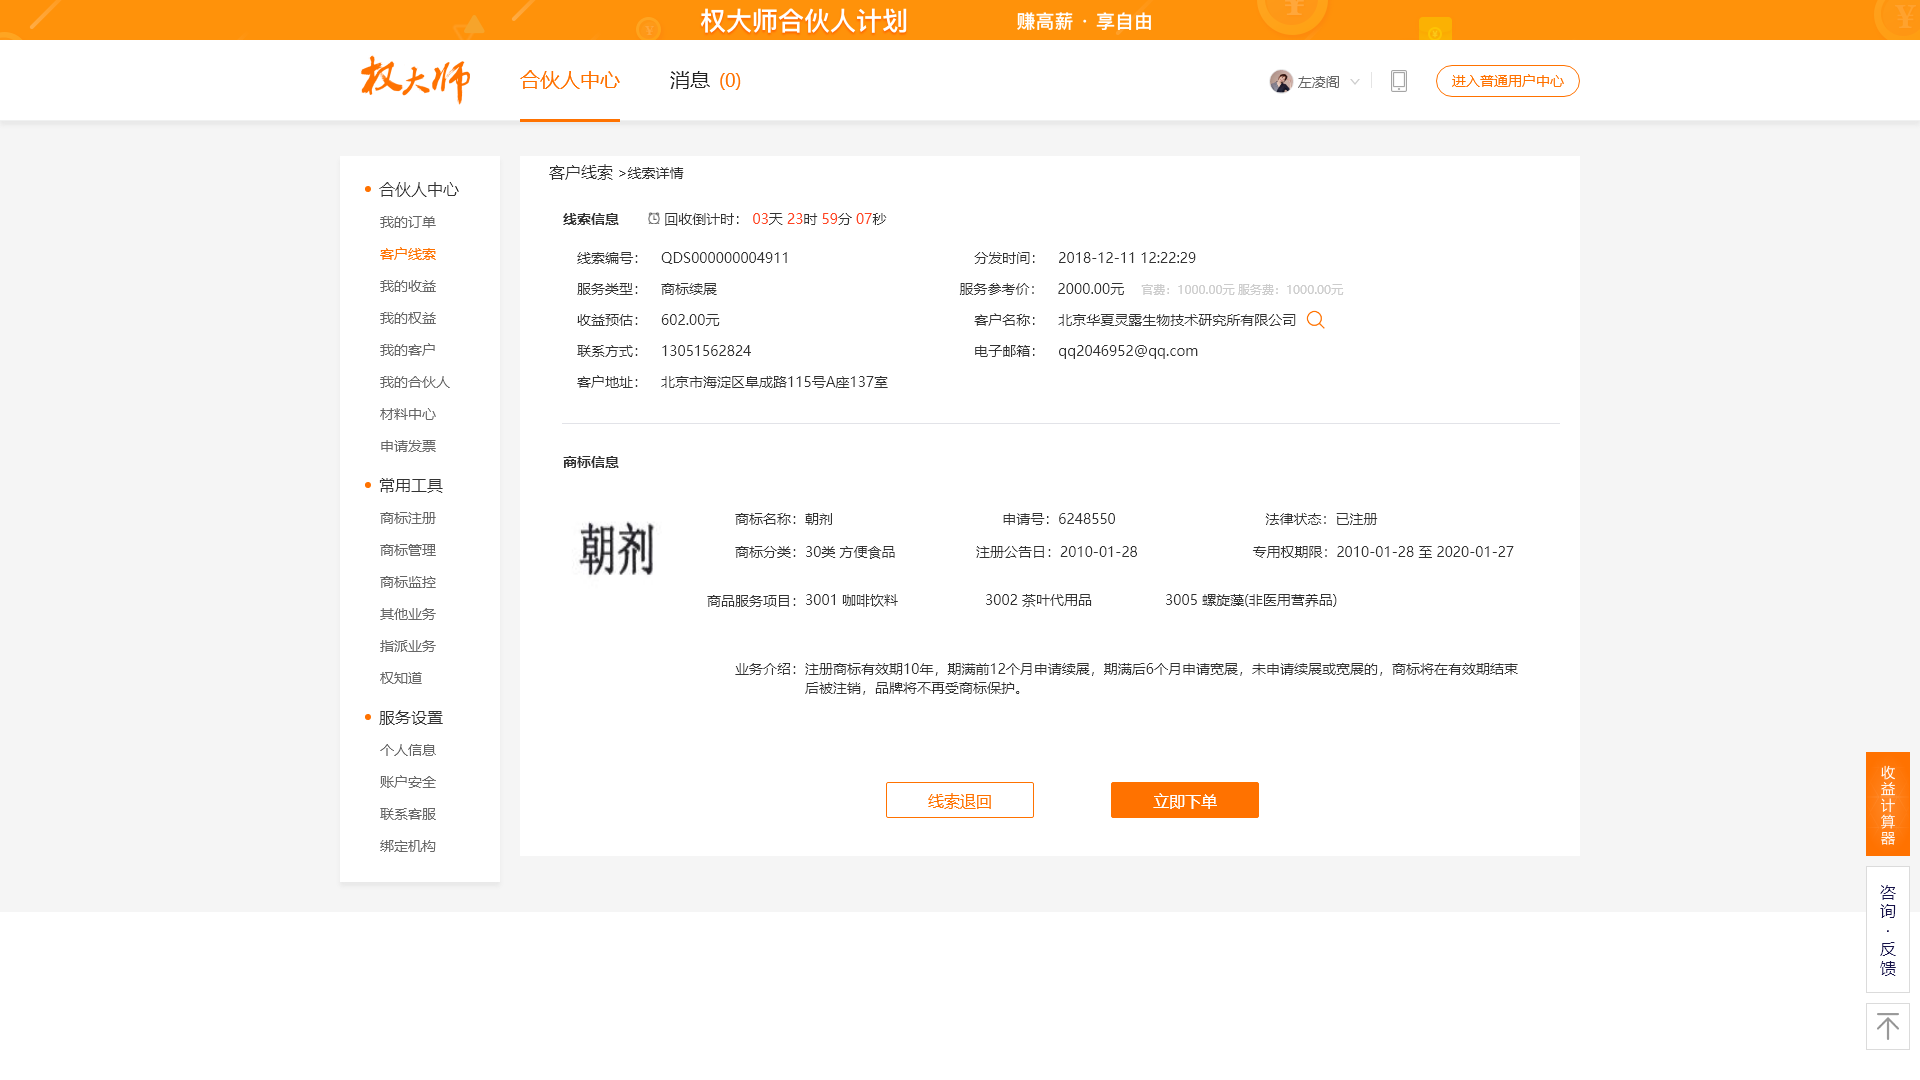 权大师合伙人计划 赚高薪 · 享自由
权大师 合伙人中心 消息 (0) 左凌阁 进入普通用户中心
合伙人中心
我的订单
客户线索
我的收益
我的权益
我的客户
我的合伙人
材料中心
申请发票
常用工具
商标注册
商标管理
商标监控
其他业务
指派业务
权知道
服务设置
个人信息
账户安全
联系客服
绑定机构
客户线索 >线索详情
线索信息 回收倒计时： 03天 23时 59分 07秒
线索编号： QDS000000004911 分发时间： 2018-12-11 12:22:29
服务类型： 商标续展 服务参考价： 2000.00元 官费：1000.00元 服务费：1000.00元
收益预估： 602.00元 客户名称： 北京华夏灵露生物技术研究所有限公司
联系方式： 13051562824 电子邮箱： qq2046952@qq.com
客户地址： 北京市海淀区阜成路115号A座137室
商标信息
朝剂
商标名称：朝剂 申请号：6248550 法律状态：已注册
商标分类：30类 方便食品 注册公告日：2010-01-28 专用权期限：2010-01-28 至 2020-01-27
商品服务项目：3001 咖啡饮料 3002 茶叶代用品 3005 螺旋藻(非医用营养品)
业务介绍：注册商标有效期10年，期满前12个月申请续展，期满后6个月申请宽展，未申请续展或宽展的，商标将在有效期结束
后被注销，品牌将不再受商标保护。
线索退回 立即下单
收益计算器
咨询·反馈